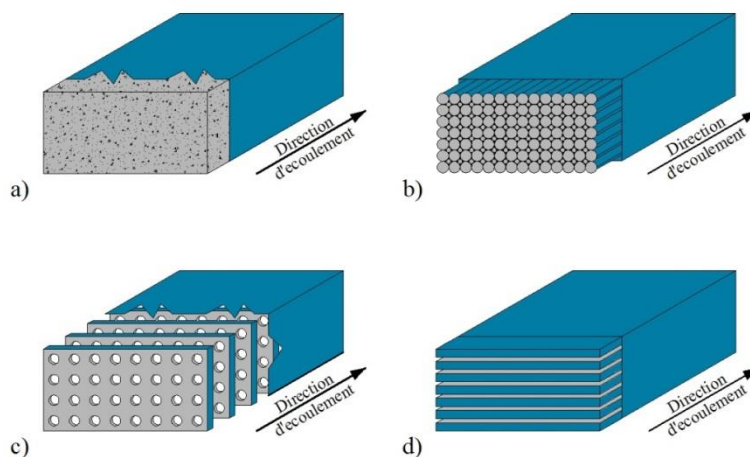 Direction
d'ecoulement
a)
Direction
d'ecoulement
b)
Direction
d'ecoulement
c)
Direction
d'ecoulement
d)